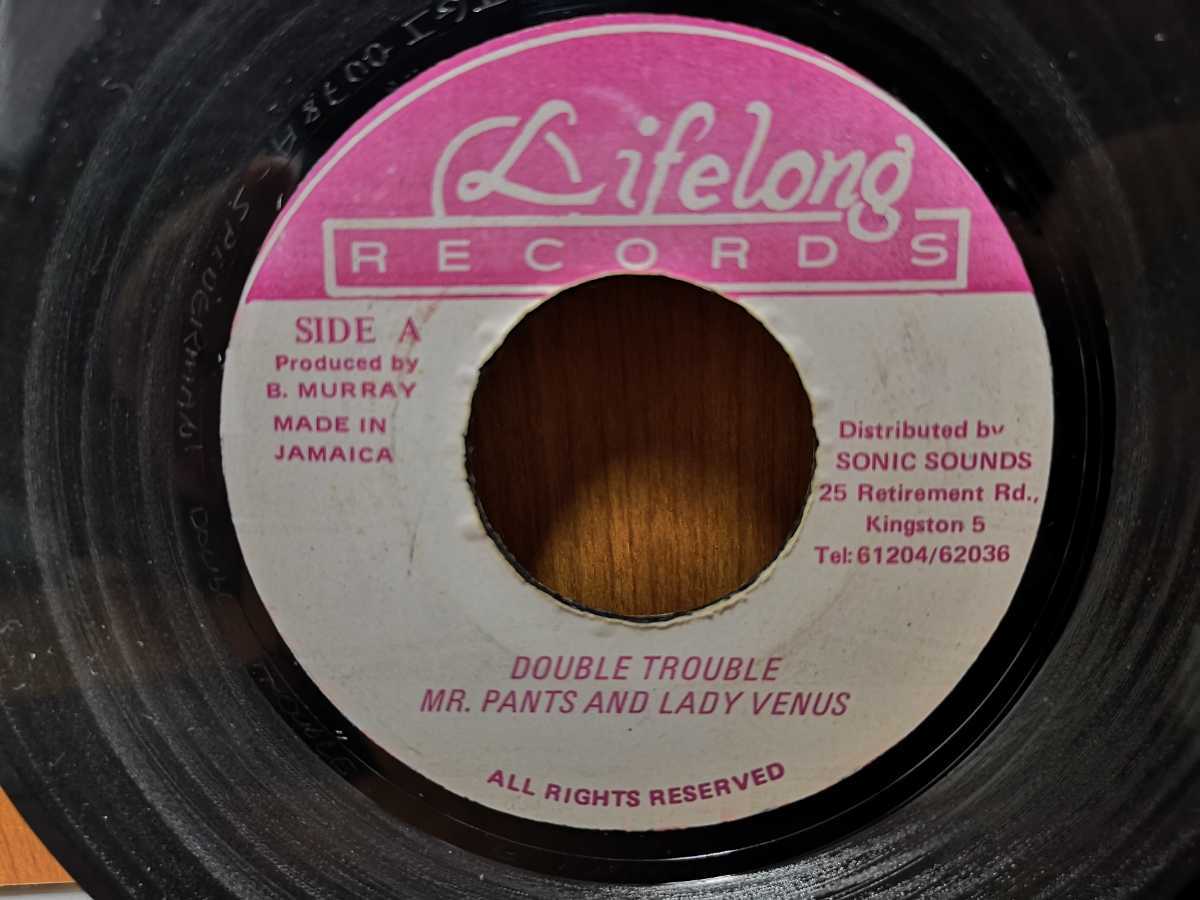 Lifelong
RECORDS
SIDE A
Produced by
B. MURRAY
MADE IN
JAMAICA
Distributed by
SONIC SOUNDS
25 Retirement Rd.,
Kingston 5
Tel: 61204/62036
DOUBLE TROUBLE
MR. PANTS AND LADY VENUS
ALL RIGHTS RESERVED